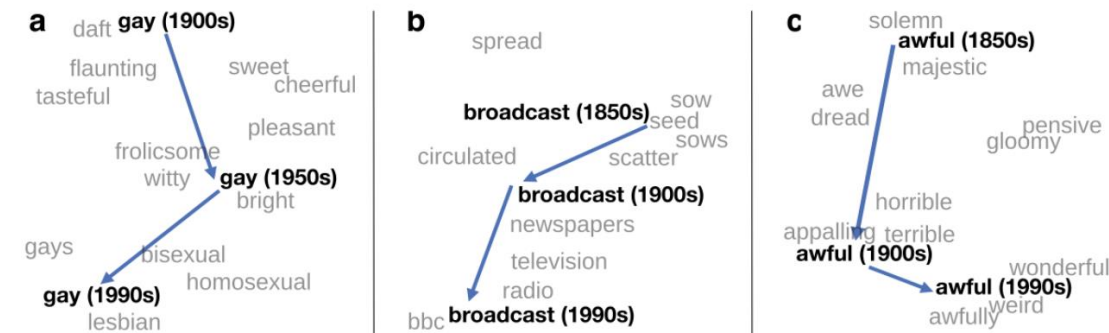 a
daft gay (1900s)
flaunting
sweet
cheerful
tasteful
pleasant
frolicsome
witty
gay (1950s)
bright
gays
bisexual
homosexual
gay (1990s)
lesbian
b
spread
broadcast (1850s)
sow
seed
sows
circulated
scatter
broadcast (1900s)
newspapers
television
radio
bbc broadcast (1990s)
c
solemn
awful (1850s)
majestic
awe
dread
pensive
gloomy
horrible
appalling terrible
awful (1900s)
wonderful
awful (1990s)
weird
awfully